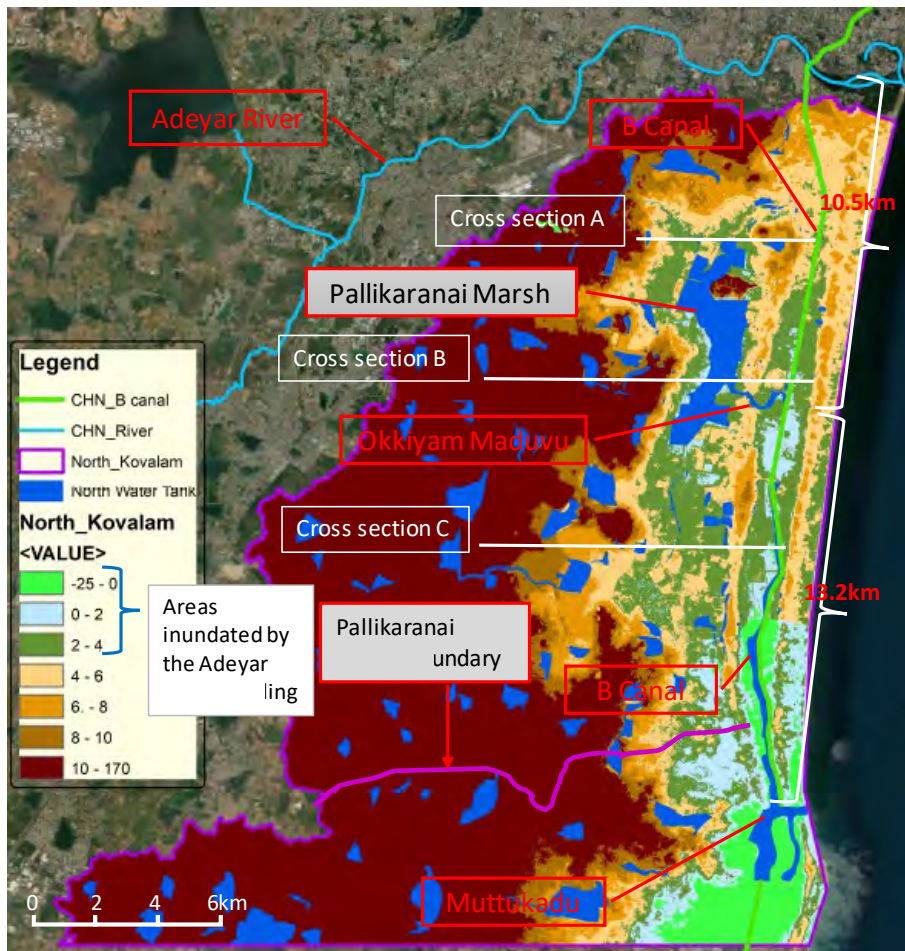 Adeyar River
B Canal
10.5km
Cross section A
Pallikaranai Marsh
Cross section B
Okkiyam Maduvu
Legend
CHN_B canal
CHN_River
North_Kovalam
North Water Tank
North_Kovalam
<VALUE>
-25 - 0
0 - 2
2 - 4
4 - 6
6. - 8
8 - 10
10 - 170
Areas
inundated by
the Adeyar
ling
Cross section C
13.2km
Pallikaranai
undary
B Canal
Muttukadu
0 2 4 6km